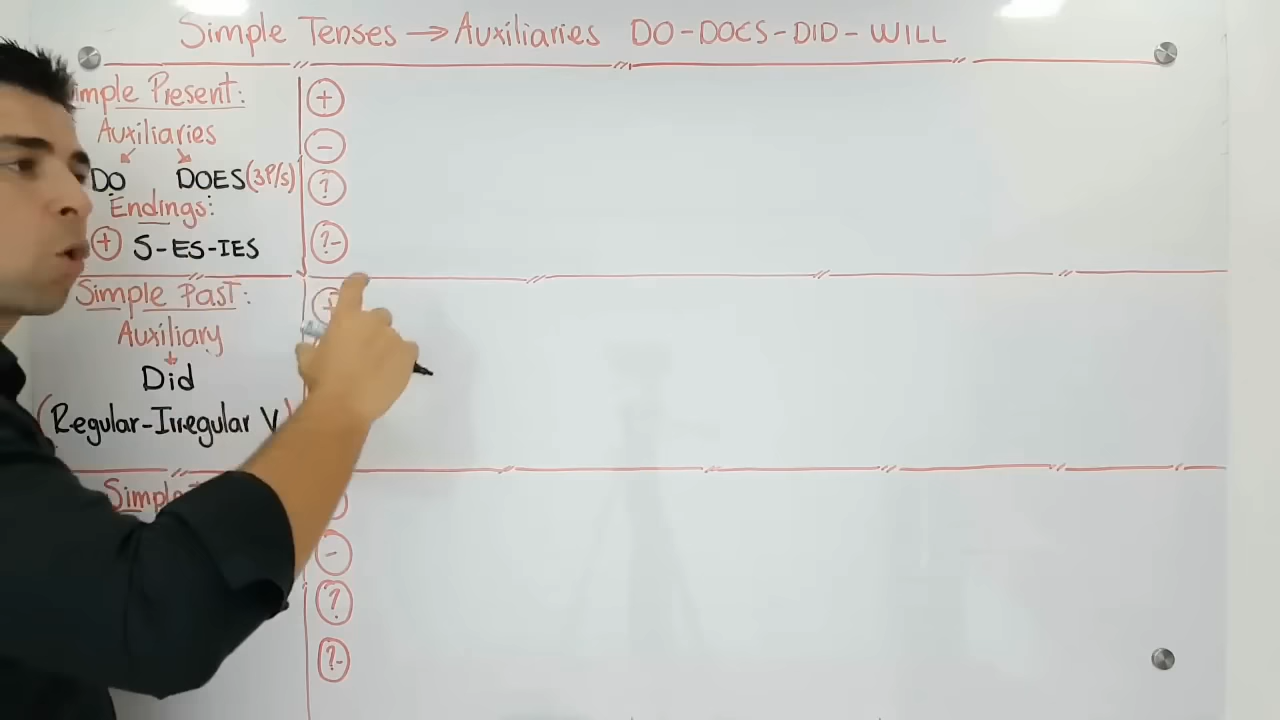 Simple Tenses → Auxiliaries DO-DOES-DID-WILL
imple Present:
Auxiliaries
DO DOES(3P/S)
Endings:
+ S-ES-IES
+
-
?
?-
Simple Past:
Auxiliary
Did
(Regular-Irregular V)
+
Simple
-
?
?-